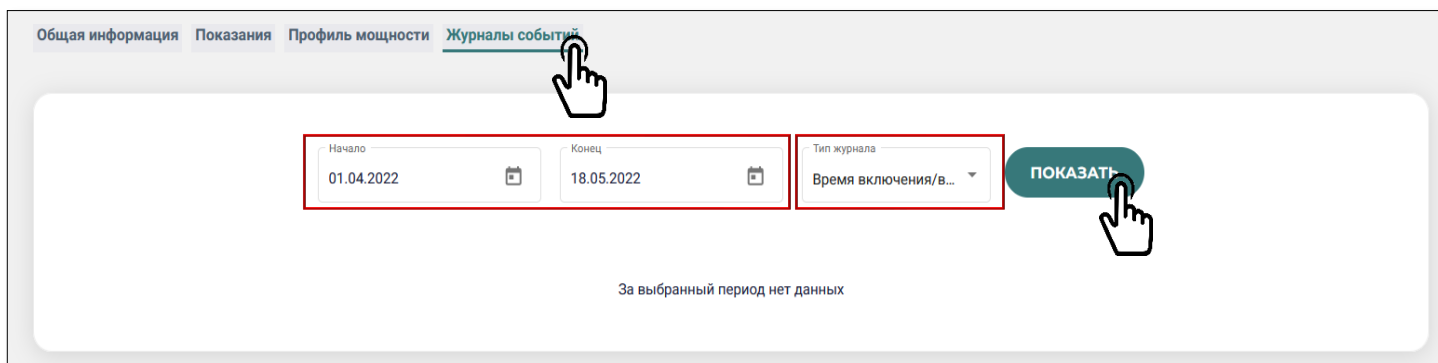 Общая информация Показания Профиль мощности Журналы событий
Начало Конец Тип журнала
01.04.2022 18.05.2022 Время включения/в... ПОКАЗАТЬ
За выбранный период нет данных